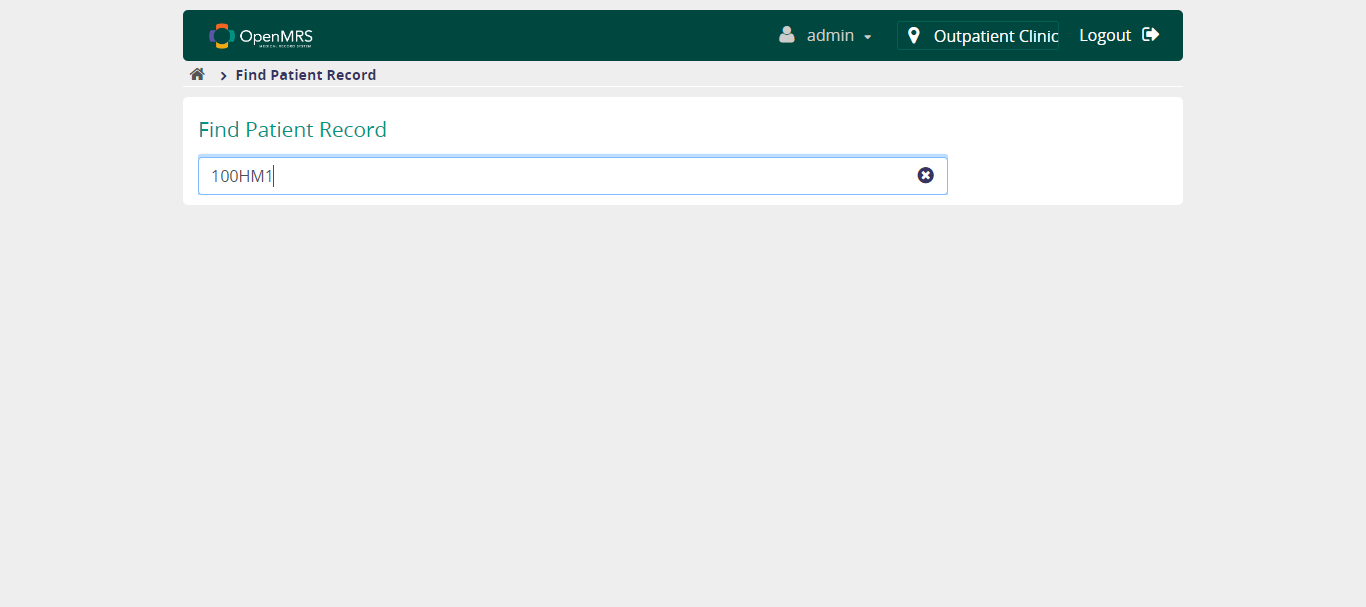 OpenMRS
MEDICAL RECORD SYSTEM
admin
Outpatient Clinic
Logout
Find Patient Record
Find Patient Record
100HM1